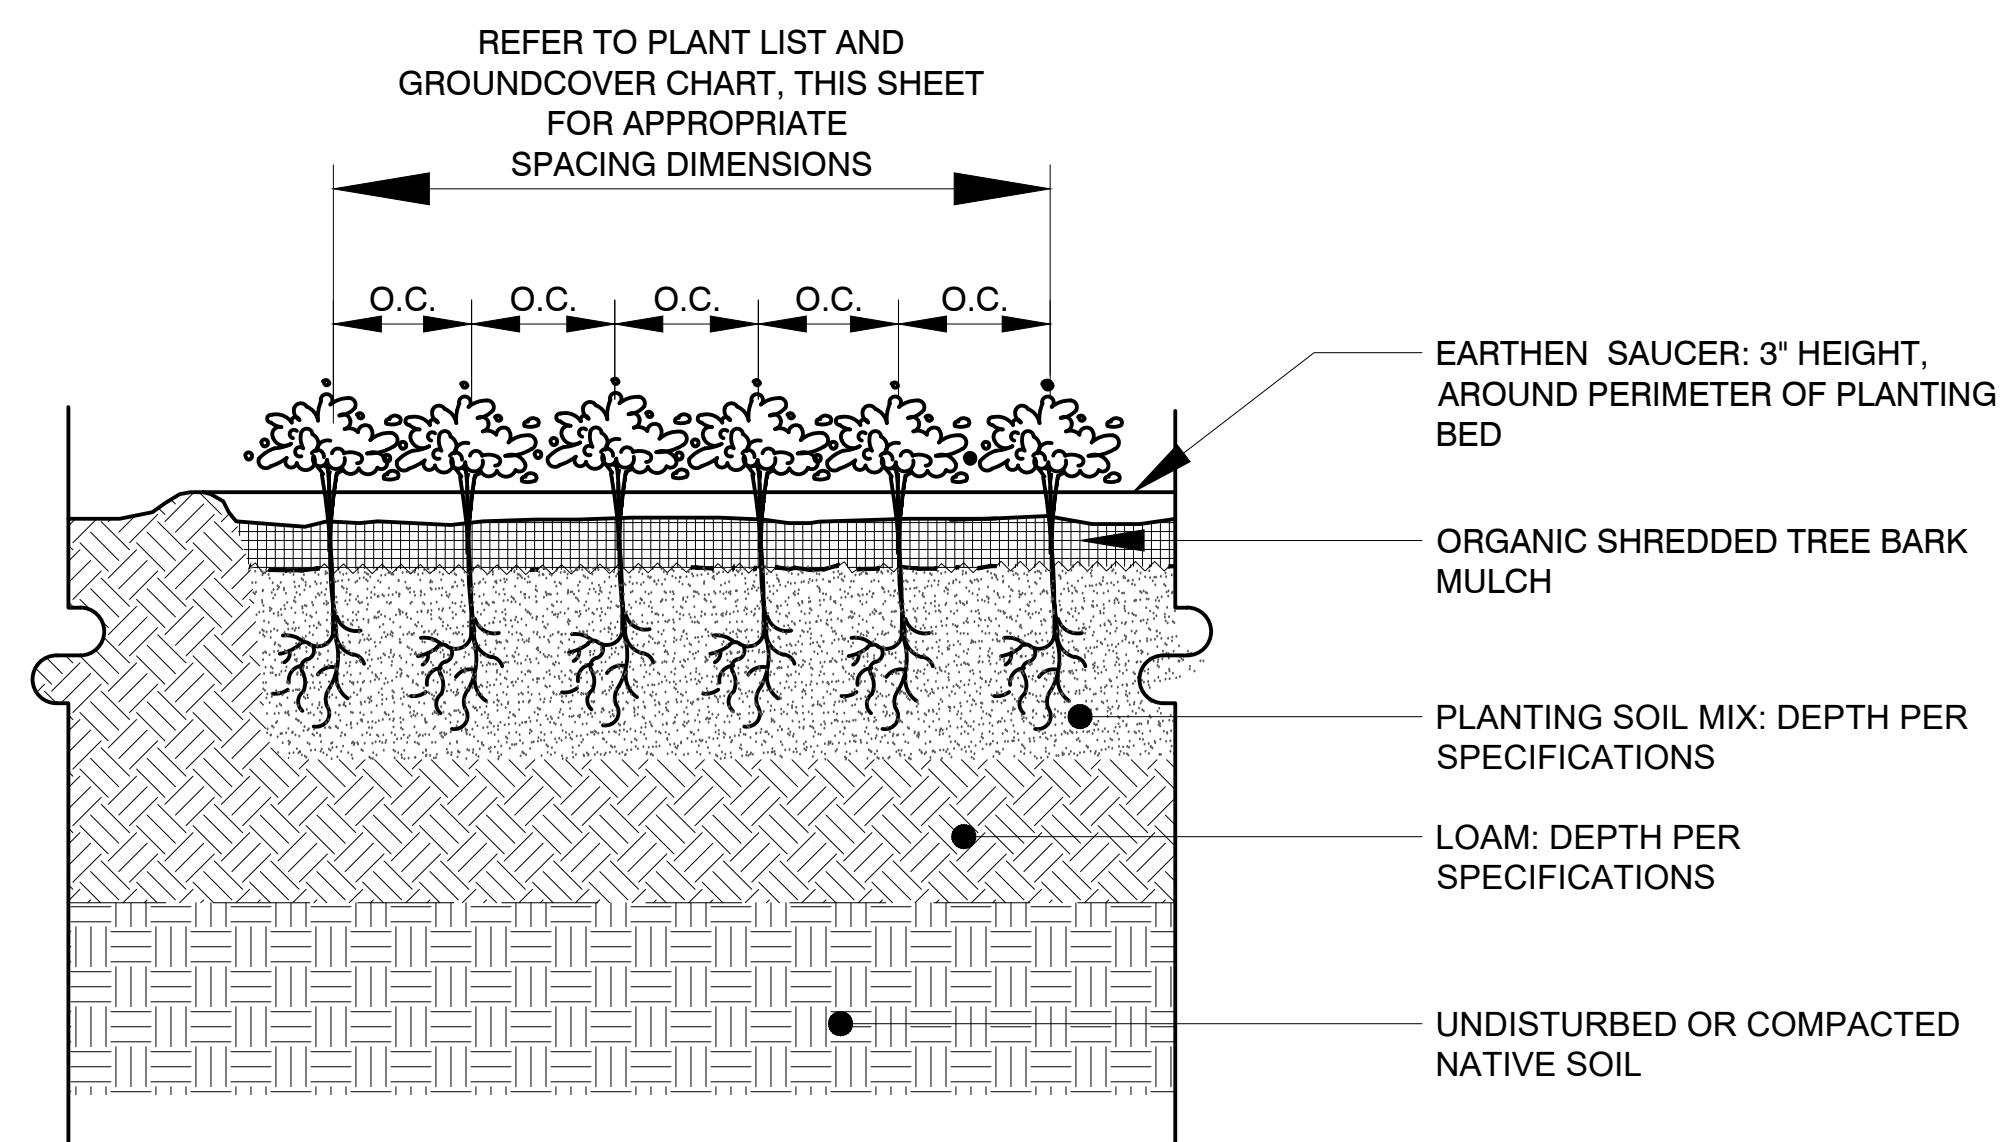 REFER TO PLANT LIST AND
GROUNDCOVER CHART, THIS SHEET
FOR APPROPRIATE
SPACING DIMENSIONS
O.C. O.C. O.C. O.C. O.C.
EARTHEN SAUCER: 3" HEIGHT,
AROUND PERIMETER OF PLANTING
BED
ORGANIC SHREDDED TREE BARK
MULCH
PLANTING SOIL MIX: DEPTH PER
SPECIFICATIONS
LOAM: DEPTH PER
SPECIFICATIONS
UNDISTURBED OR COMPACTED
NATIVE SOIL